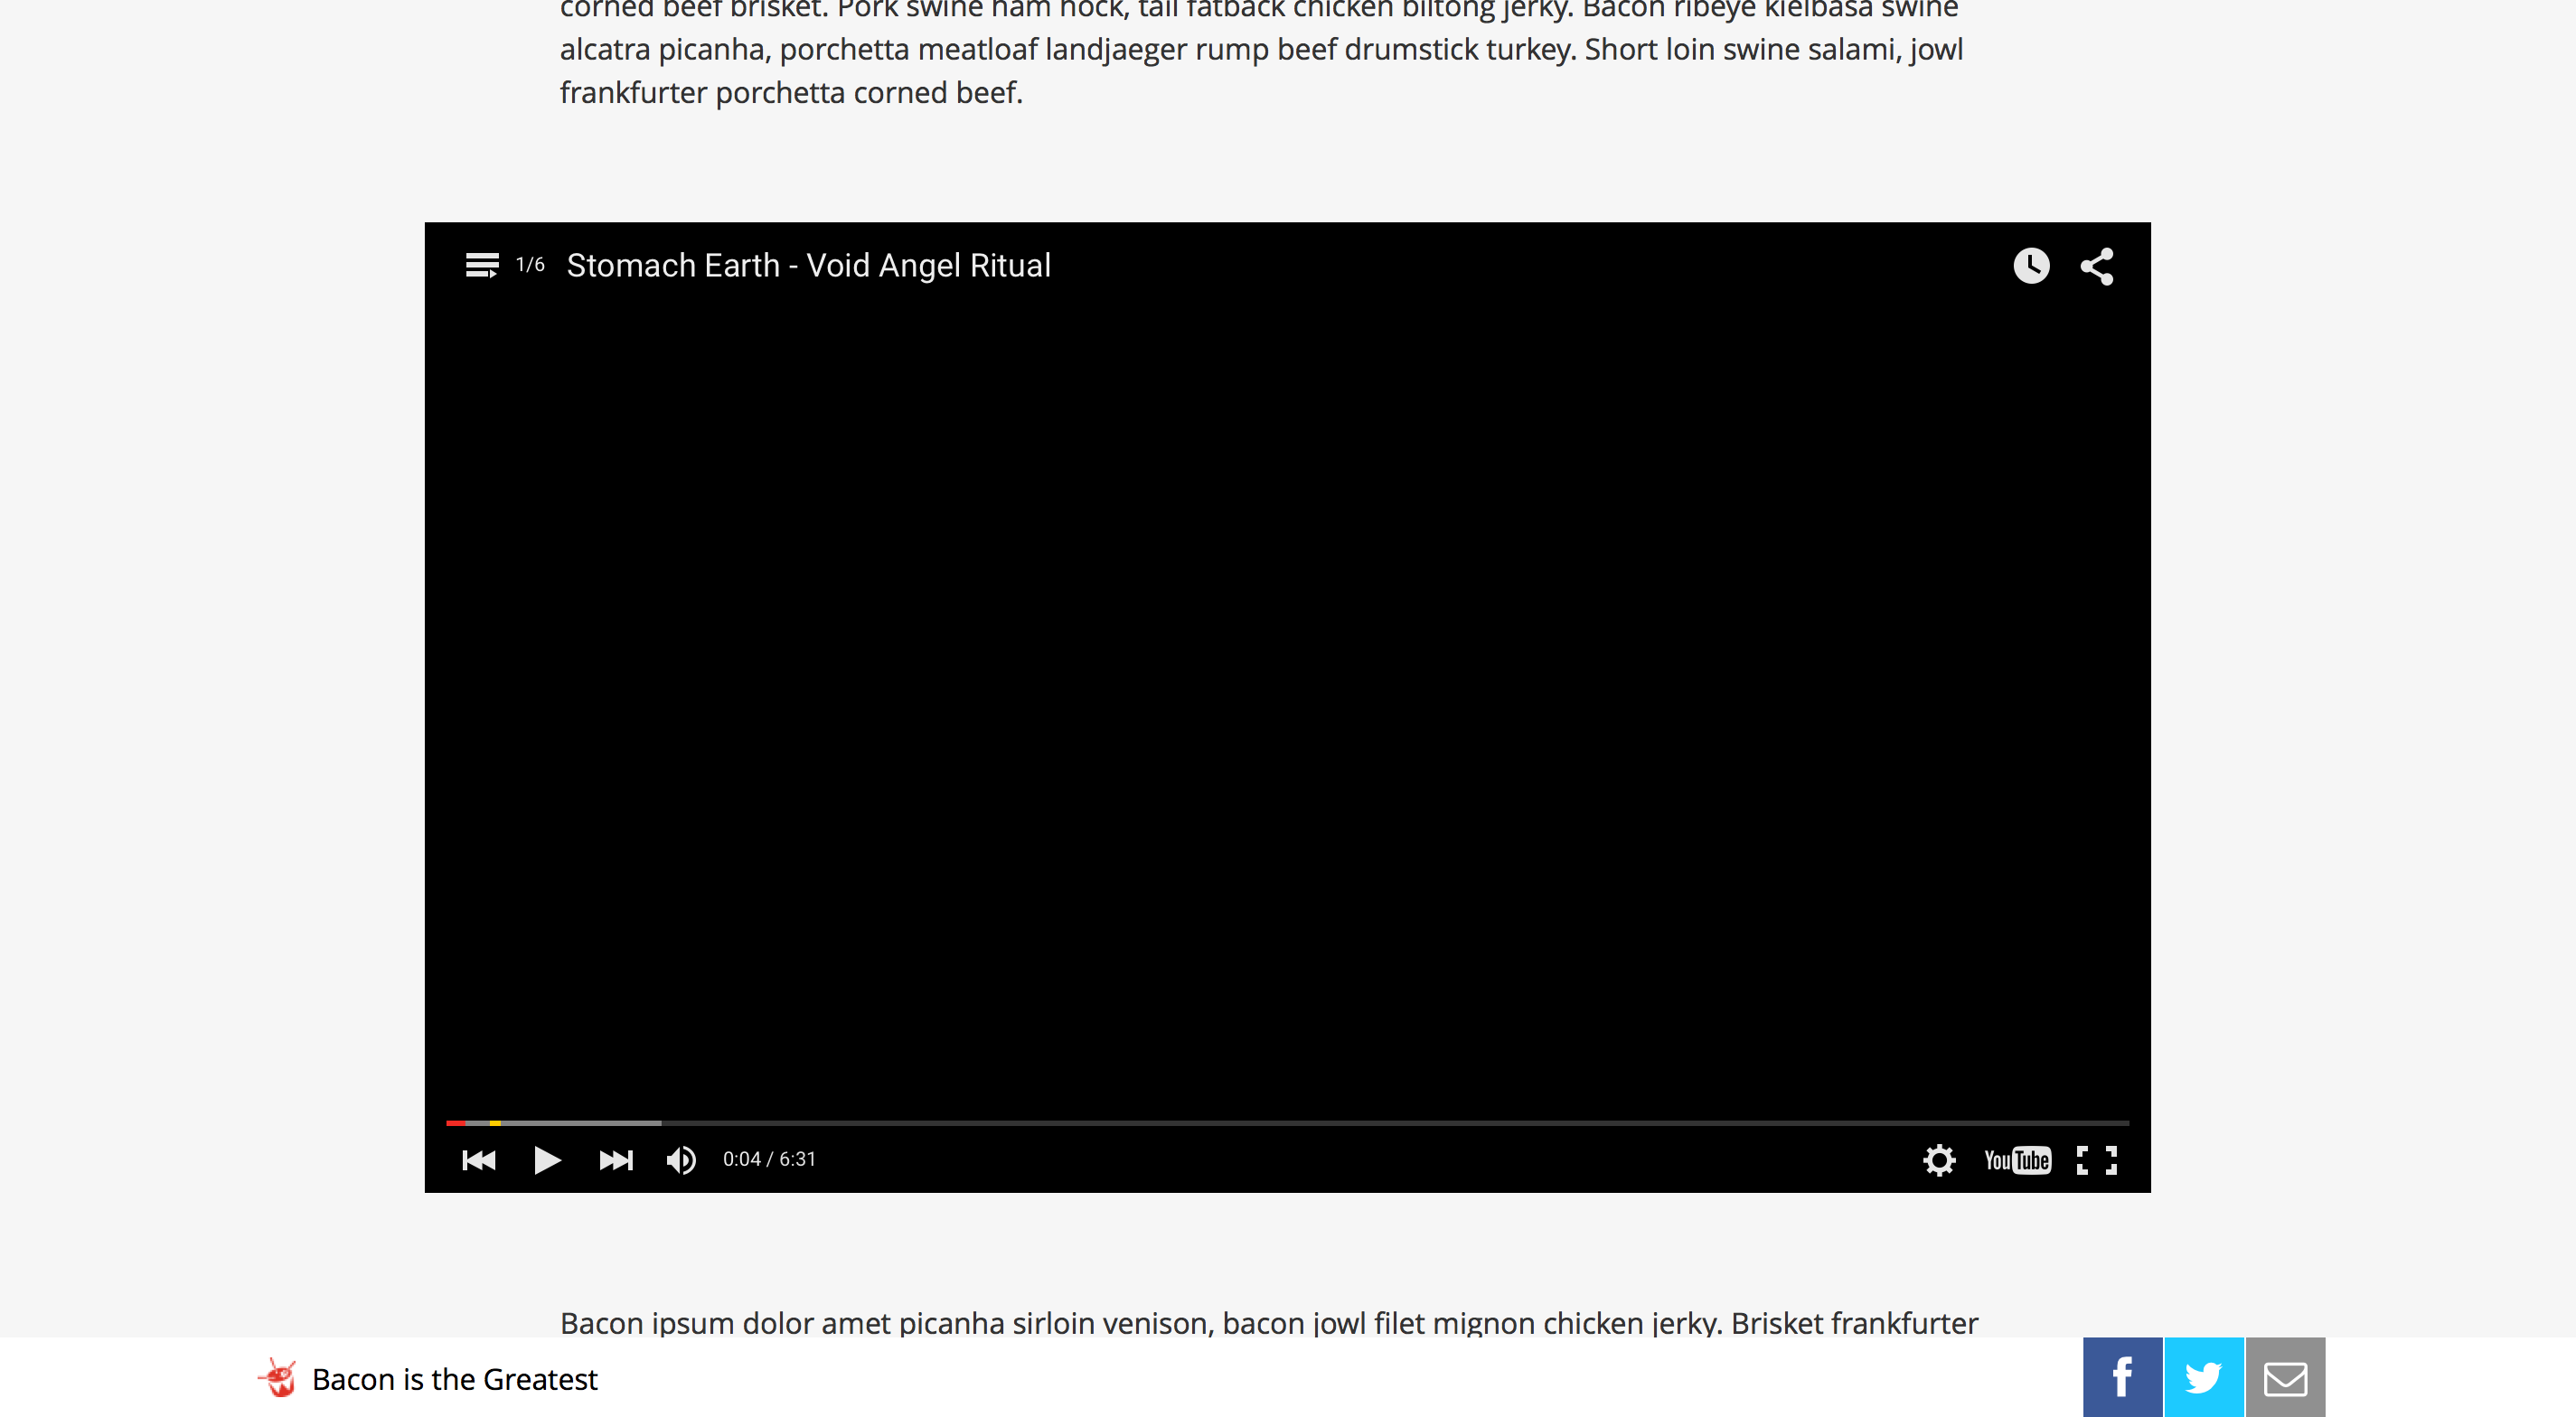 corned beef brisket. Pork swine ham hock, tail fatback chicken biltong jerky. Bacon ribeye kielbasa swine
alcatra picanha, porchetta meatloaf landjaeger rump beef drumstick turkey. Short loin swine salami, jowl
frankfurter porchetta corned beef.
1/6 Stomach Earth - Void Angel Ritual
0:04 / 6:31
YouTube
Bacon ipsum dolor amet picanha sirloin venison, bacon jowl filet mignon chicken jerky. Brisket frankfurter
Bacon is the Greatest